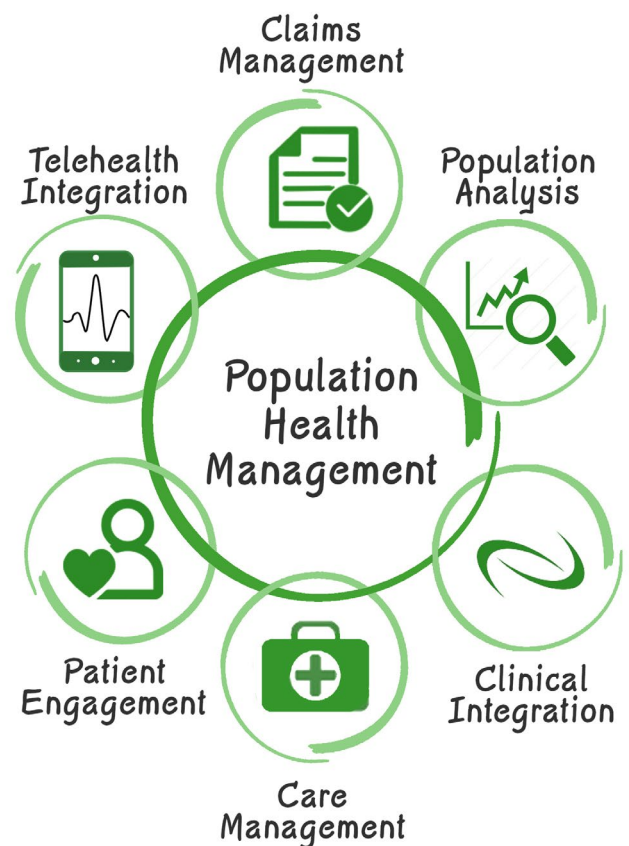 Claims
Management
Telehealth
Integration
Population
Analysis
Population
Health
Management
Patient
Engagement
Clinical
Integration
Care
Management